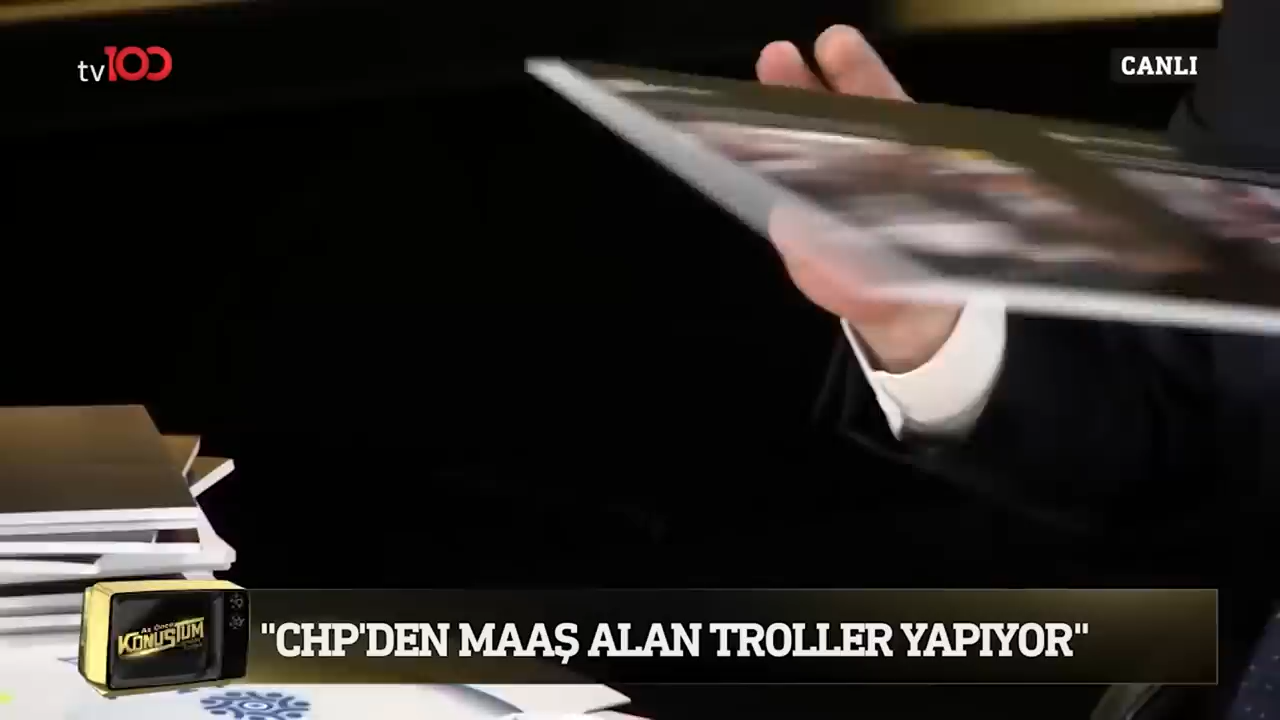 tv100
CANLI
Az Önce
KONUŞTUM
"CHP'DEN MAAŞ ALAN TROLLER YAPIYOR"